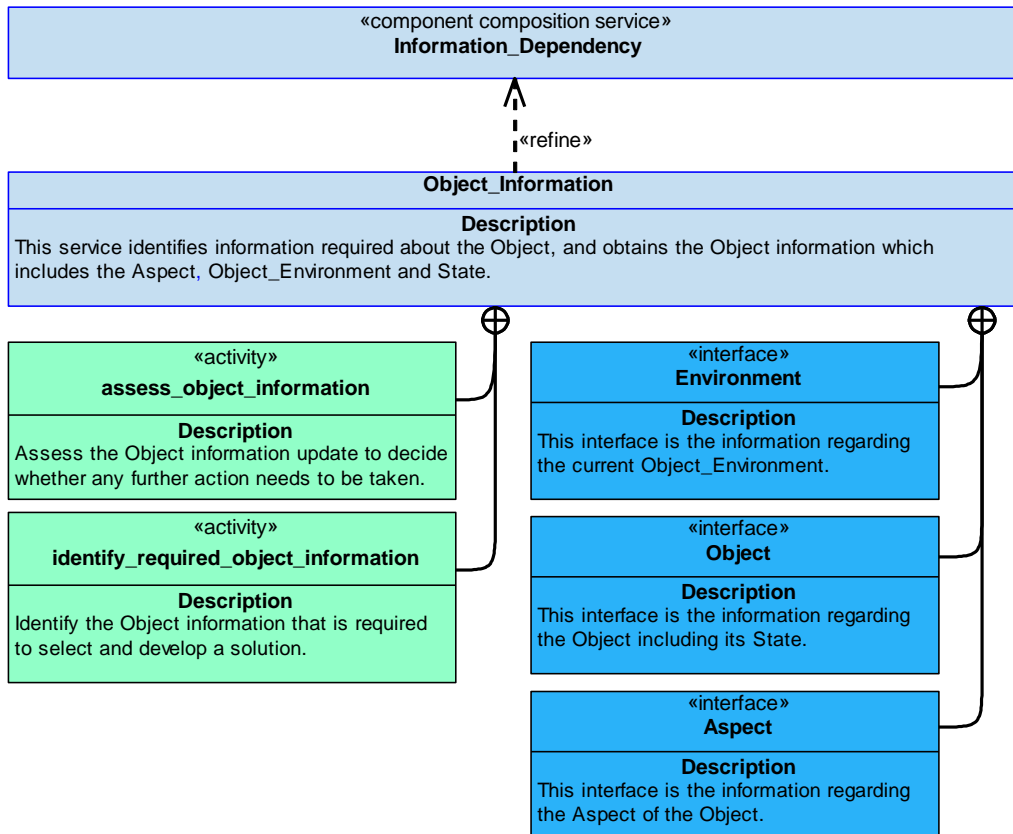 «component composition service»
Information_Dependency
«refine»
Object_Information
Description
This service identifies information required about the Object, and obtains the Object information which
includes the Aspect, Object_Environment and State.
«activity»
assess_object_information
Description
Assess the Object information update to decide
whether any further action needs to be taken.
«activity»
identify_required_object_information
Description
Identify the Object information that is required
to select and develop a solution.
«interface»
Environment
Description
This interface is the information regarding
the current Object_Environment.
«interface»
Object
Description
This interface is the information regarding
the Object including its State.
«interface»
Aspect
Description
This interface is the information regarding
the Aspect of the Object.